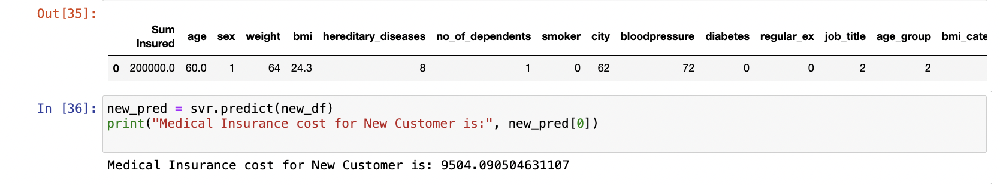 Out[35]:
Sum Insured age sex weight bmi hereditary_diseases no_of_dependents smoker city bloodpressure diabetes regular_ex job_title age_group bmi_cate
0 200000.0 60.0 1 64 24.3 8 1 0 62 72 0 0 2 2
In [36]: new_pred = svr.predict(new_df)
print("Medical Insurance cost for New Customer is:", new_pred[0])
Medical Insurance cost for New Customer is: 9504.090504631107